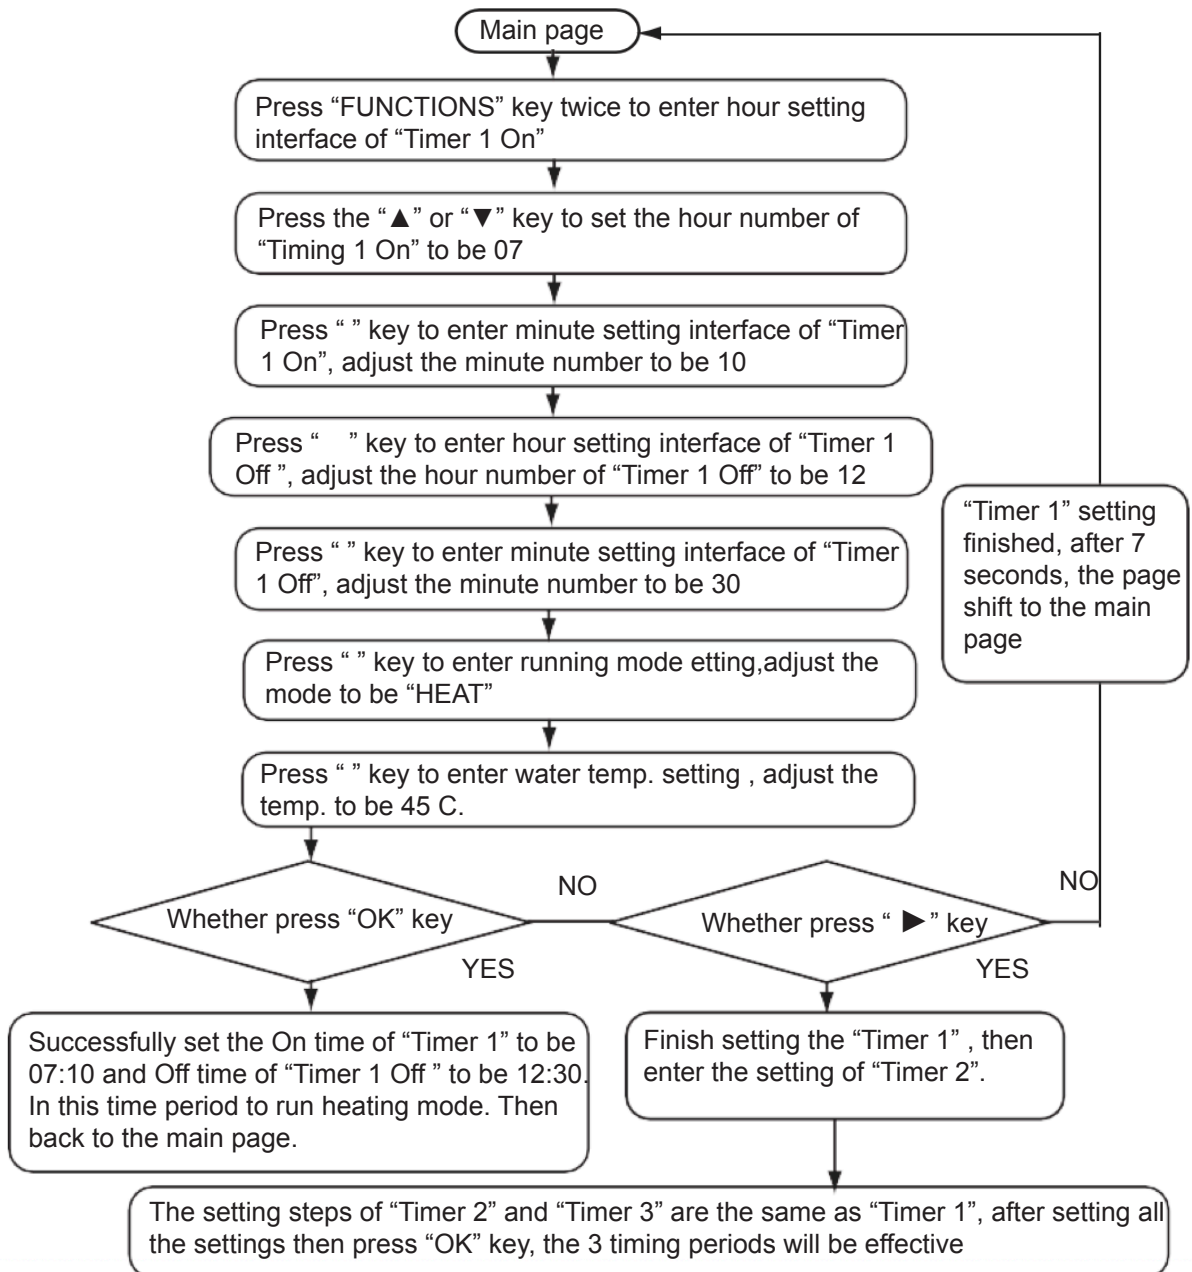 Main page
Press “FUNCTIONS” key twice to enter hour setting
interface of “Timer 1 On”
Press the “▲” or “▼” key to set the hour number of
“Timing 1 On” to be 07
Press “ ” key to enter minute setting interface of “Timer
1 On”, adjust the minute number to be 10
Press “ ” key to enter hour setting interface of “Timer 1
Off ”, adjust the hour number of “Timer 1 Off” to be 12
Press “ ” key to enter minute setting interface of “Timer
1 Off”, adjust the minute number to be 30
Press “ ” key to enter running mode etting,adjust the
mode to be “HEAT”
Press “ ” key to enter water temp. setting , adjust the
temp. to be 45 C.
“Timer 1” setting
finished, after 7
seconds, the page
shift to the main
page
Whether press “OK” key
NO
YES
Whether press “ ▶” key
NO
YES
Successfully set the On time of “Timer 1” to be
07:10 and Off time of “Timer 1 Off ” to be 12:30.
In this time period to run heating mode. Then
back to the main page.
Finish setting the “Timer 1” , then
enter the setting of “Timer 2”.
The setting steps of “Timer 2” and “Timer 3” are the same as “Timer 1”, after setting all
the settings then press “OK” key, the 3 timing periods will be effective